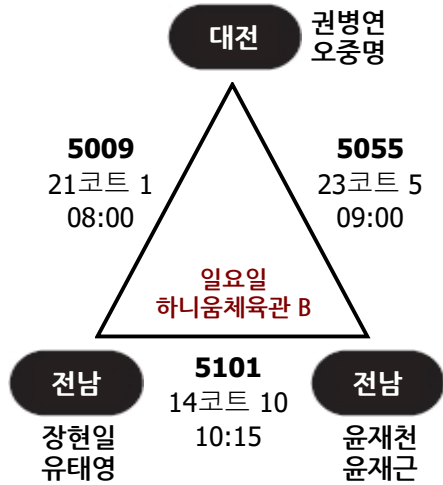 대전
권병연
오중명
5009
21코트 1
08:00
5055
23코트 5
09:00
일요일
하니움체육관 B
전남
장현일
유태영
5101
14코트 10
10:15
전남
윤재천
윤재근